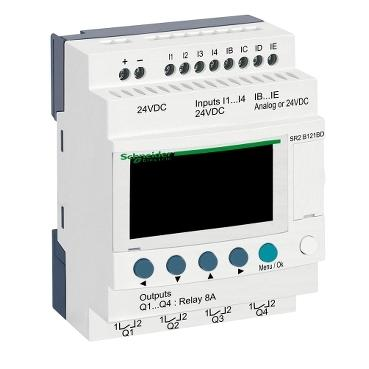 + − I1 I2 I3 I4 IB IC ID IE
24VDC Inputs I1...I4 IB...IE
24VDC Analog or 24VDC
SR2 B121BD
Schneider
Electric
Menu / Ok
Outputs
Q1...Q4 : Relay 8A
1 2 1 2 1 2 1 2
Q1 Q2 Q3 Q4